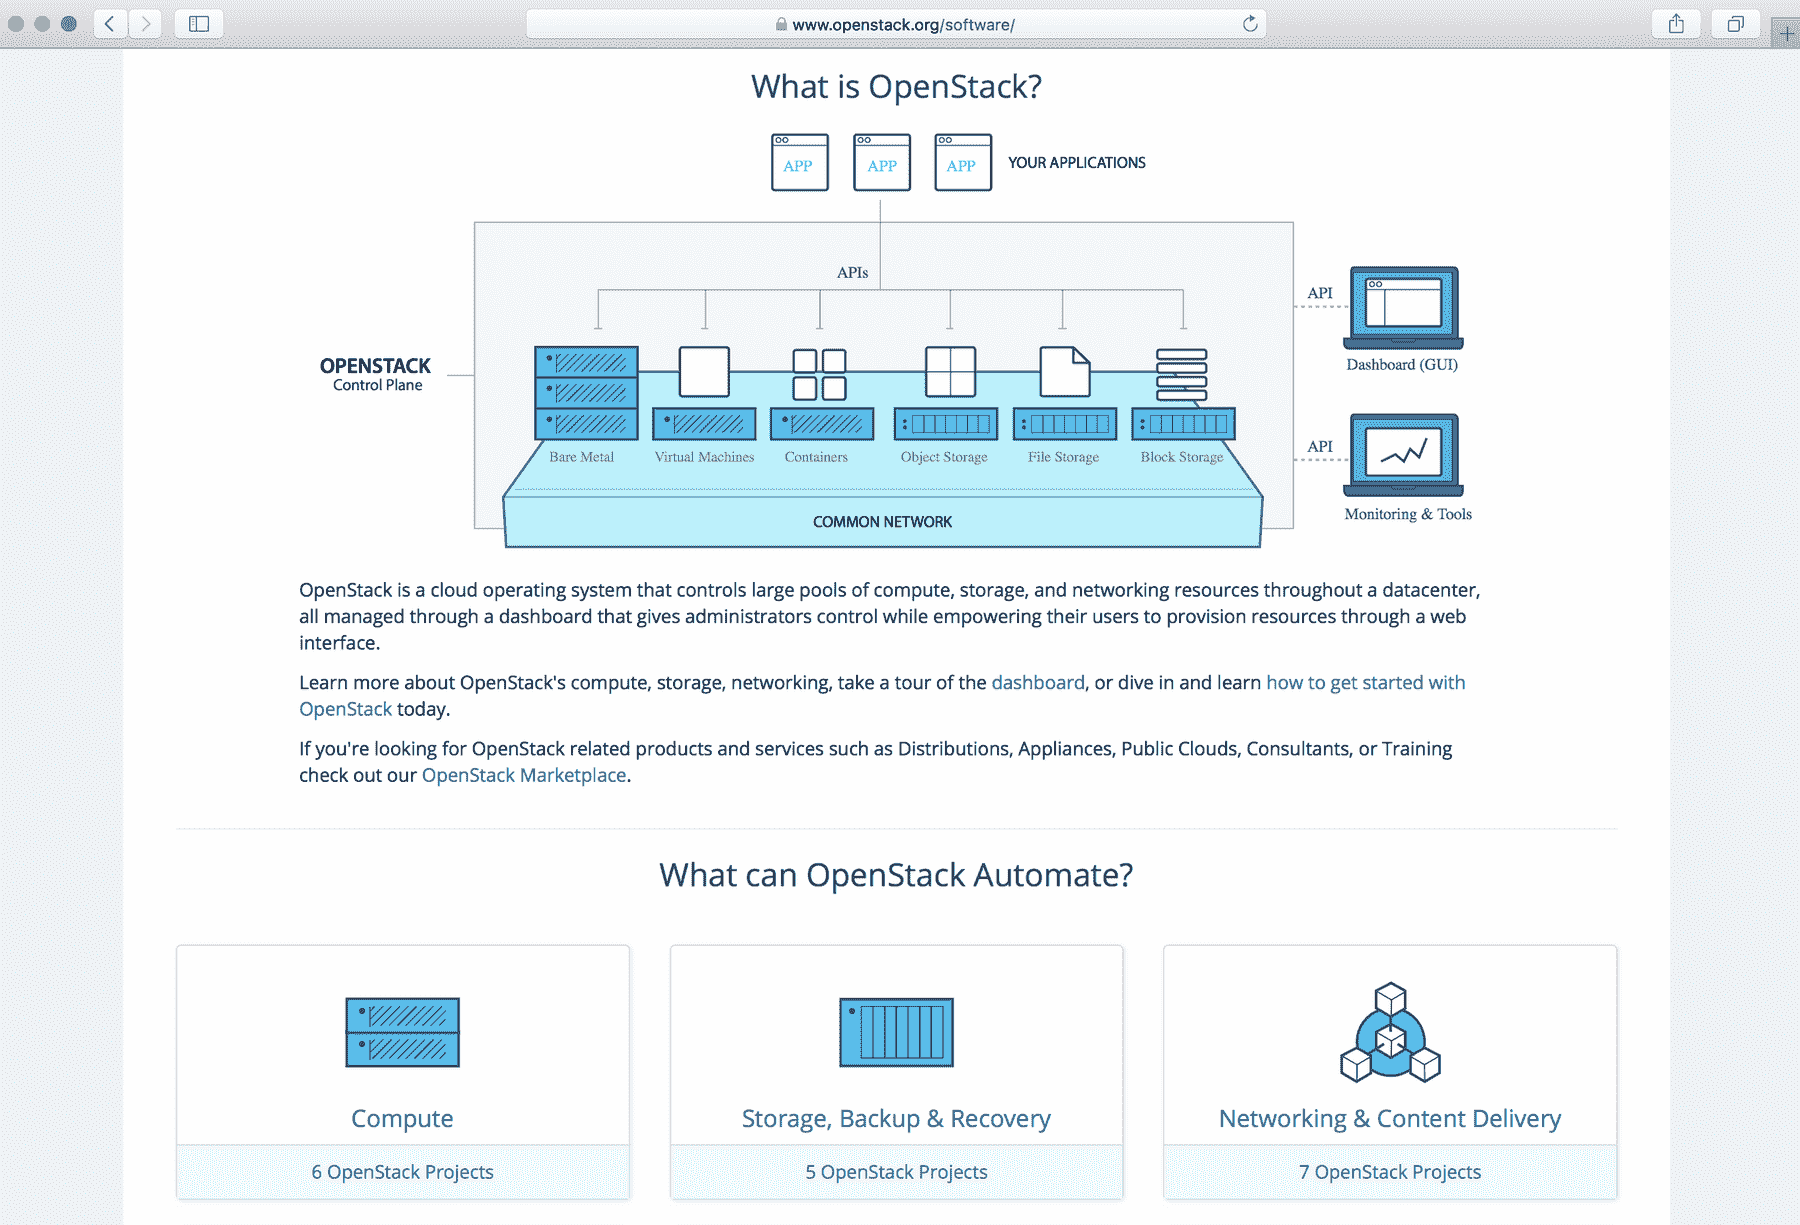 www.openstack.org/software/
What is OpenStack?
APP APP APP YOUR APPLICATIONS
APIs
API
Dashboard (GUI)
OPENSTACK
Control Plane
API
Bare Metal Virtual Machines Containers Object Storage File Storage Block Storage
Monitoring & Tools
COMMON NETWORK
OpenStack is a cloud operating system that controls large pools of compute, storage, and networking resources throughout a datacenter,
all managed through a dashboard that gives administrators control while empowering their users to provision resources through a web
interface.
Learn more about OpenStack's compute, storage, networking, take a tour of the dashboard, or dive in and learn how to get started with
OpenStack today.
If you're looking for OpenStack related products and services such as Distributions, Appliances, Public Clouds, Consultants, or Training
check out our OpenStack Marketplace.
What can OpenStack Automate?
Compute
6 OpenStack Projects
Storage, Backup & Recovery
5 OpenStack Projects
Networking & Content Delivery
7 OpenStack Projects